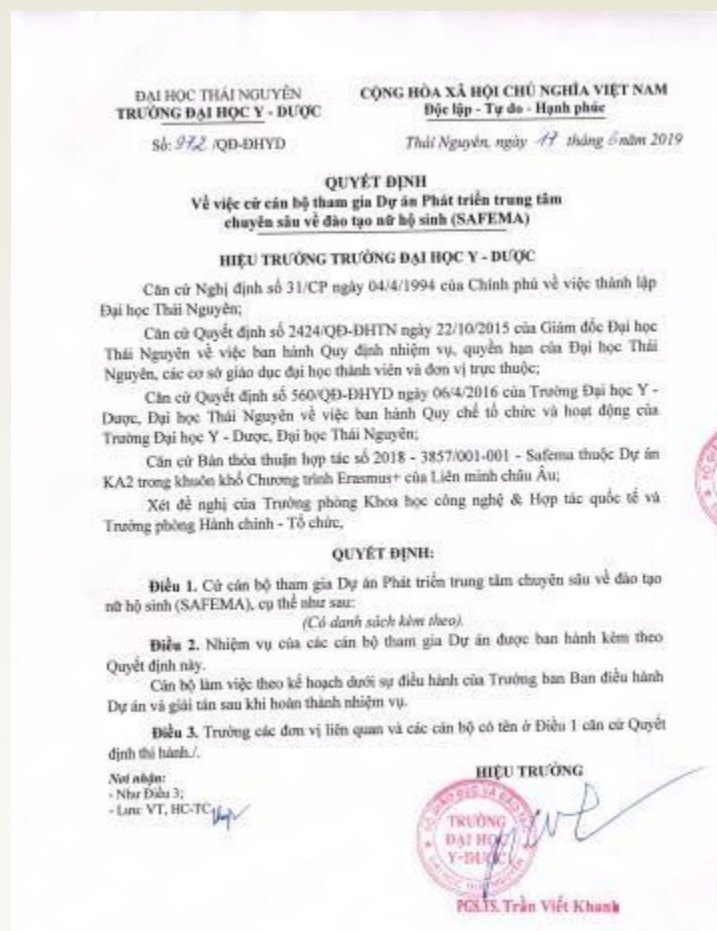 ĐẠI HỌC THÁI NGUYÊN
TRƯỜNG ĐẠI HỌC Y - DƯỢC
Số: 972 /QĐ-ĐHYD
CỘNG HÒA XÃ HỘI CHỦ NGHĨA VIỆT NAM
Độc lập - Tự do - Hạnh phúc
Thái Nguyên, ngày 17 tháng 6 năm 2019
QUYẾT ĐỊNH
Về việc cử cán bộ tham gia Dự án Phát triển trung tâm
chuyên sâu về đào tạo nữ hộ sinh (SAFEMA)
HIỆU TRƯỞNG TRƯỜNG ĐẠI HỌC Y - DƯỢC
Căn cứ Nghị định số 31/CP ngày 04/4/1994 của Chính phủ về việc thành lập
Đại học Thái Nguyên;
Căn cứ Quyết định số 2424/QĐ-ĐHTN ngày 22/10/2015 của Giám đốc Đại học
Thái Nguyên về việc ban hành Quy định nhiệm vụ, quyền hạn của Đại học Thái
Nguyên, các cơ sở giáo dục đại học thành viên và đơn vị trực thuộc;
Căn cứ Quyết định số 560/QĐ-ĐHYD ngày 06/4/2016 của Trường Đại học Y -
Dược, Đại học Thái Nguyên về việc ban hành Quy chế tổ chức và hoạt động của
Trường Đại học Y - Dược, Đại học Thái Nguyên;
Căn cứ Bản thỏa thuận hợp tác số 2018 - 3857/001-001 - Safema thuộc Dự án
KA2 trong khuôn khổ Chương trình Erasmus+ của Liên minh châu Âu;
Xét đề nghị của Trưởng phòng Khoa học công nghệ & Hợp tác quốc tế và
Trưởng phòng Hành chính - Tổ chức,
QUYẾT ĐỊNH:
Điều 1. Cử cán bộ tham gia Dự án Phát triển trung tâm chuyên sâu về đào tạo
nữ hộ sinh (SAFEMA), cụ thể như sau:
(Có danh sách kèm theo).
Điều 2. Nhiệm vụ của các cán bộ tham gia Dự án được ban hành kèm theo
Quyết định này.
Cán bộ làm việc theo kế hoạch dưới sự điều hành của Trưởng ban Ban điều hành
Dự án và giải tán sau khi hoàn thành nhiệm vụ.
Điều 3. Trưởng các đơn vị liên quan và các cán bộ có tên ở Điều 1 căn cứ Quyết
định thi hành./.
Nơi nhận:
- Như Điều 3;
- Lưu: VT, HC-TC.
HIỆU TRƯỞNG
TRƯỜNG
ĐẠI HỌC
Y-DƯỢC
PGS.TS. Trần Viết Khanh